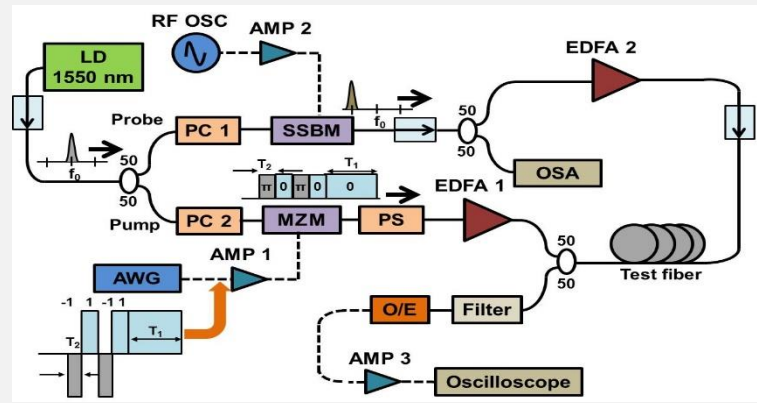 RF OSC
AMP 2
EDFA 2
LD
1550 nm
Probe
PC 1
SSBM
f₀
50
50
OSA
f₀
50
50
T₂
T₁
π 0 π 0 0
EDFA 1
Pump
PC 2
MZM
PS
50
50
Test fiber
AMP 1
AWG
-1 1 -1 1
T₂
T₁
O/E
Filter
AMP 3
Oscilloscope